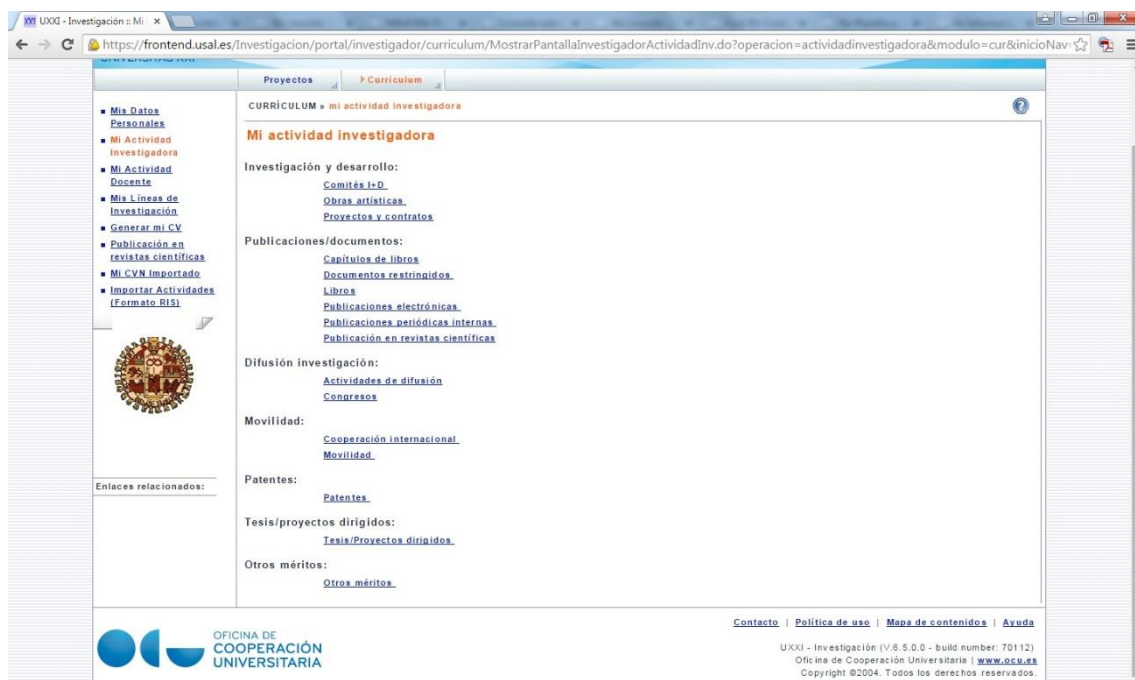 UXXI - Investigación :: Mi
https://frontend.usal.es/Investigacion/portal/investigador/curriculum/MostrarPantallaInvestigadorActividadInv.do?operacion=actividadinvestigadora&modulo=cur&inicioNav
Proyectos
Currículum
CURRÍCULUM » mi actividad investigadora
Mis Datos
Personales
Mi Actividad
Investigadora
Mi Actividad
Docente
Mis Líneas de
Investigación
Generar mi CV
Publicación en
revistas científicas
Mi CVN Importado
Importar Actividades
(Formato RIS)
Enlaces relacionados:
Mi actividad investigadora
Investigación y desarrollo:
Comités I+D
Obras artísticas
Proyectos y contratos
Publicaciones/documentos:
Capítulos de libros
Documentos restringidos
Libros
Publicaciones electrónicas
Publicaciones periódicas internas
Publicación en revistas científicas
Difusión investigación:
Actividades de difusión
Congresos
Movilidad:
Cooperación internacional
Movilidad
Patentes:
Patentes
Tesis/proyectos dirigidos:
Tesis/Proyectos dirigidos
Otros méritos:
Otros méritos
OFICINA DE
COOPERACIÓN
UNIVERSITARIA
Contacto | Política de uso | Mapa de contenidos | Ayuda
UXXI - Investigación (V.6.5.0.0 - build number: 70112)
Oficina de Cooperación Universitaria | www.ocu.es
Copyright ©2004. Todos los derechos reservados.